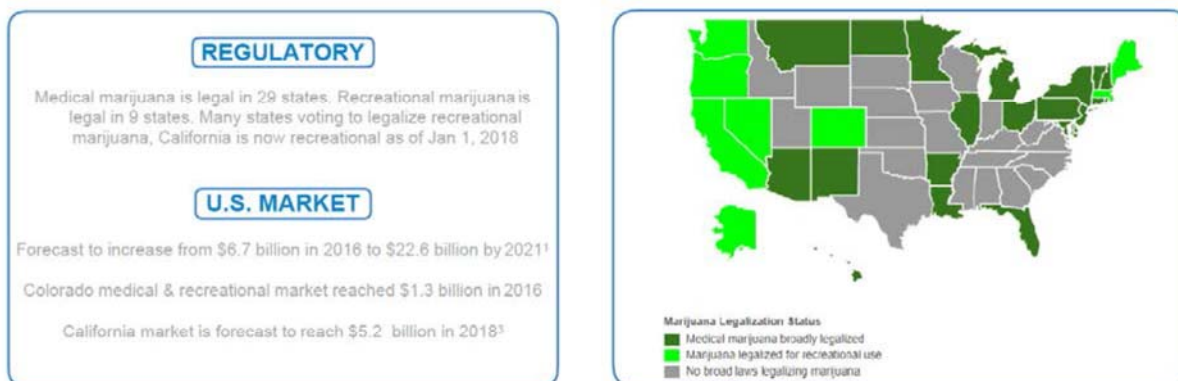 REGULATORY
Medical marijuana is legal in 29 states. Recreational marijuana is
legal in 9 states. Many states voting to legalize recreational
marijuana, California is now recreational as of Jan 1, 2018
U.S. MARKET
Forecast to increase from $6.7 billion in 2016 to $22.6 billion by 2021¹
Colorado medical & recreational market reached $1.3 billion in 2016
California market is forecast to reach $5.2 billion in 2018³
Marijuana Legalization Status
Medical marijuana broadly legalized
Marijuana legalized for recreational use
No broad laws legalizing marijuana